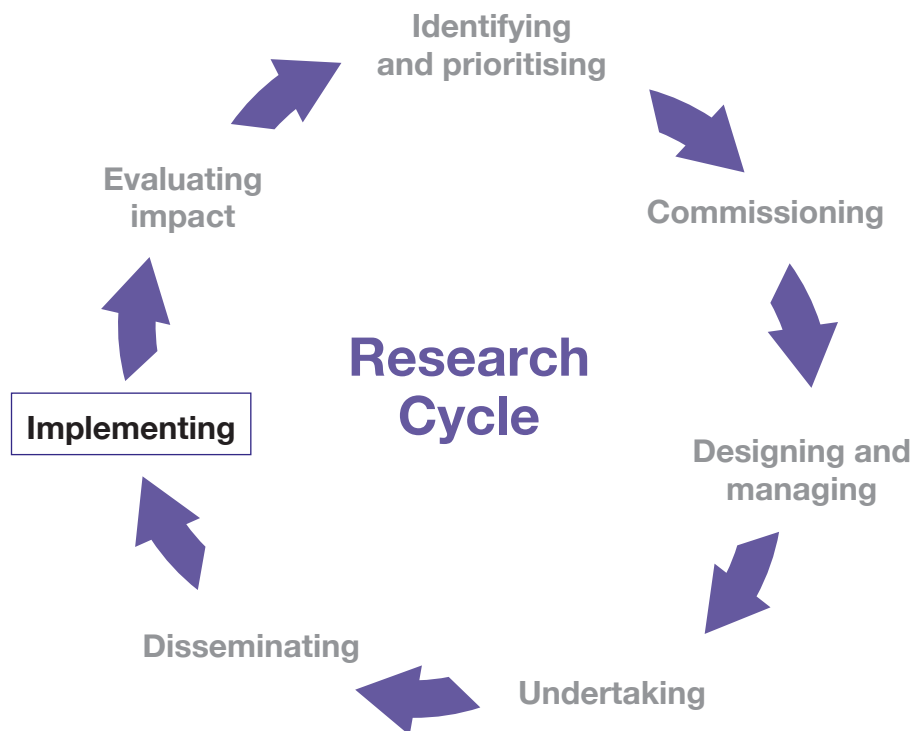 Identifying
and prioritising
Commissioning
Designing and
managing
Undertaking
Disseminating
Implementing
Evaluating
impact
Research
Cycle